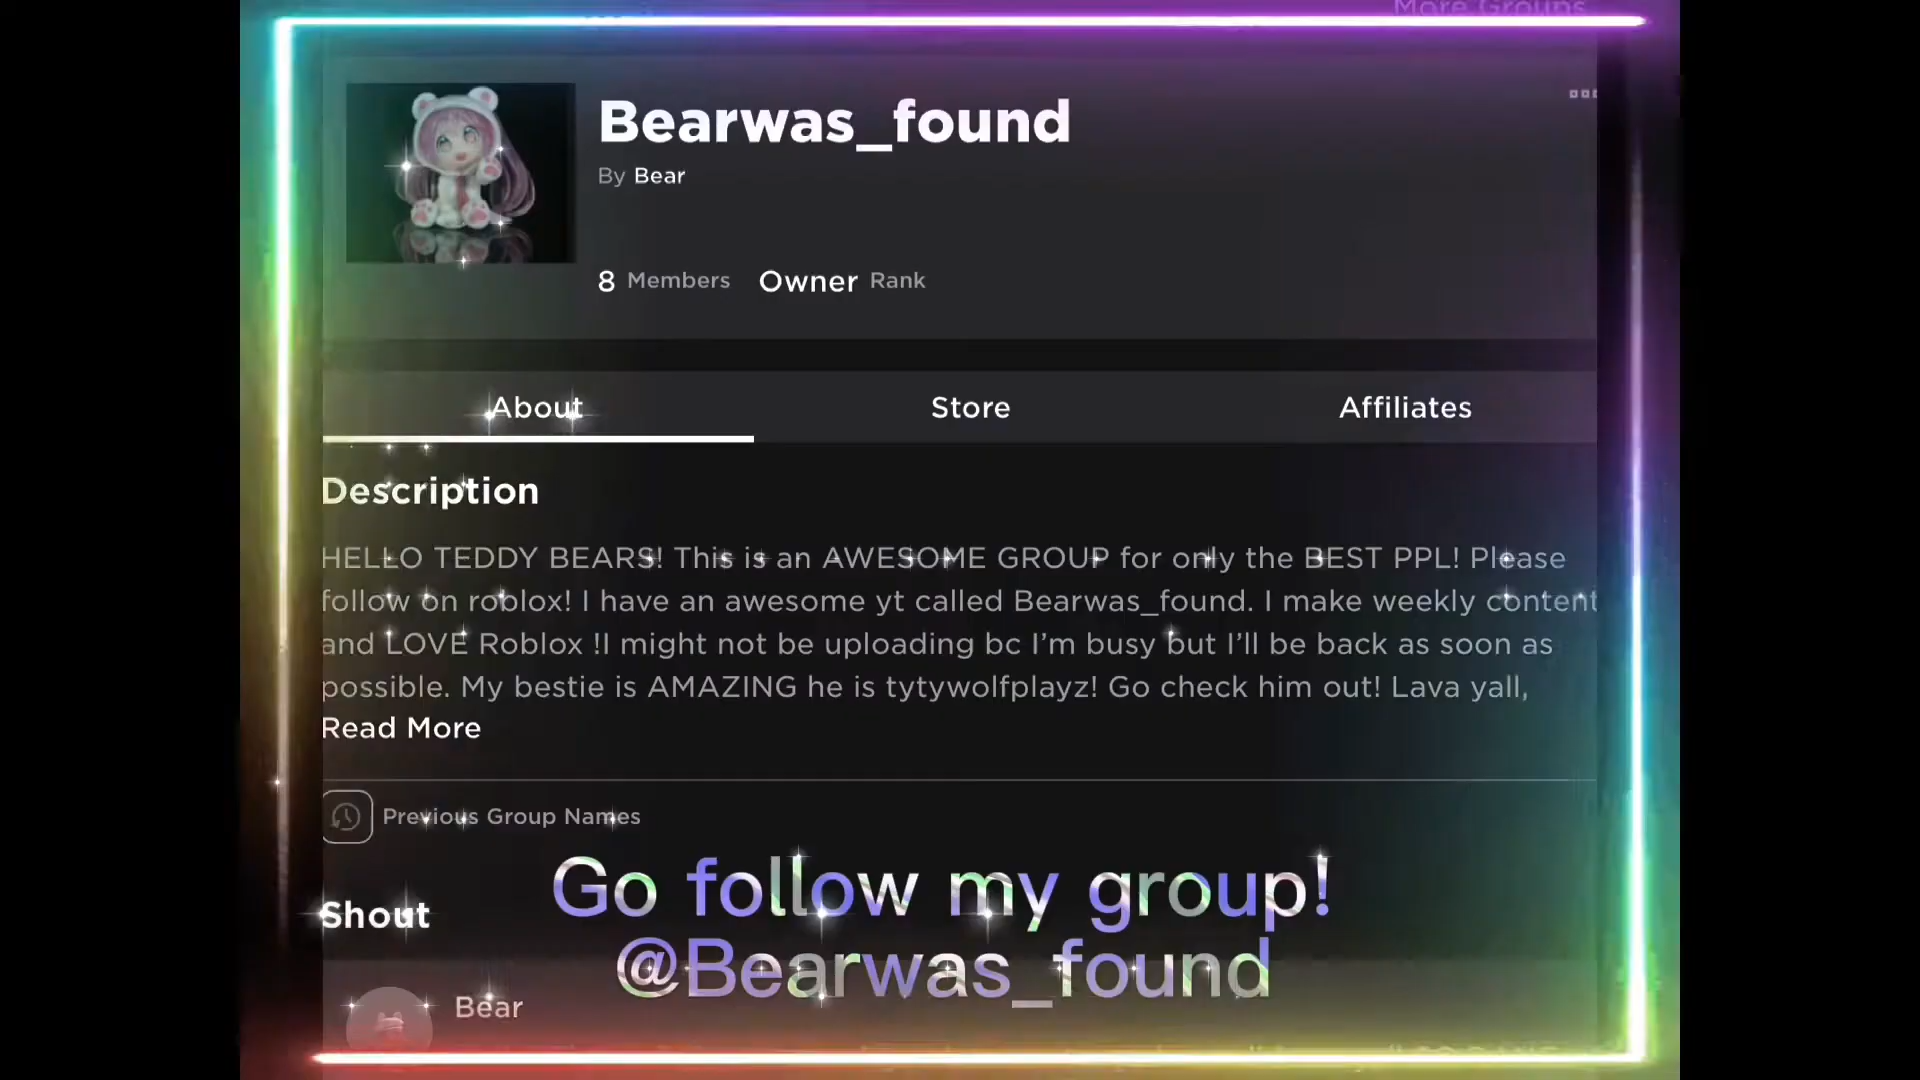 More Groups
Bearwas_found
By Bear
8 Members Owner Rank
About Store Affiliates
Description
HELLO TEDDY BEARS! This is an AWESOME GROUP for only the BEST PPL! Please
follow on roblox! I have an awesome yt called Bearwas_found. I make weekly content
and LOVE Roblox !I might not be uploading bc I’m busy but I’ll be back as soon as
possible. My bestie is AMAZING he is tytywolfplayz! Go check him out! Lava yall,
Read More
Previous Group Names
Go follow my group!
Shout
@Bearwas_found
Bear